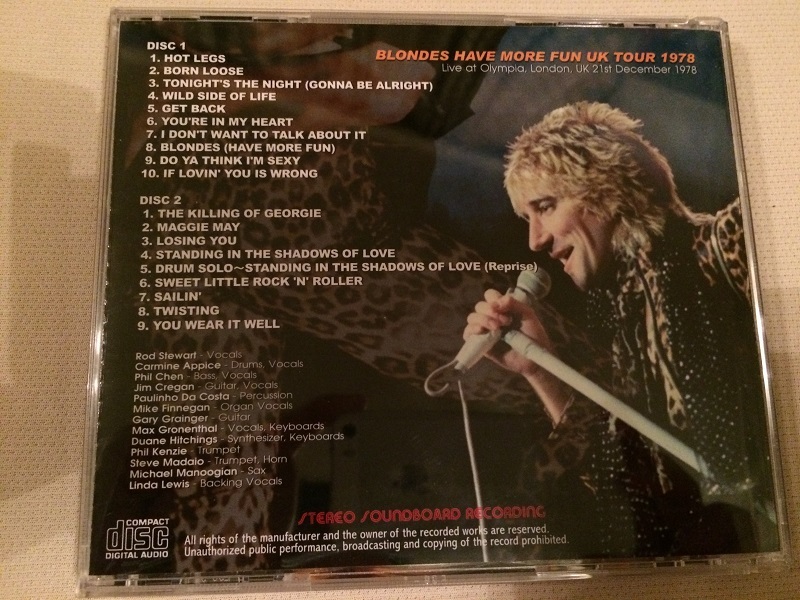 DISC 1
1. HOT LEGS
2. BORN LOOSE
3. TONIGHT'S THE NIGHT (GONNA BE ALRIGHT)
4. WILD SIDE OF LIFE
5. GET BACK
6. YOU'RE IN MY HEART
7. I DON'T WANT TO TALK ABOUT IT
8. BLONDES (HAVE MORE FUN)
9. DO YA THINK I'M SEXY
10. IF LOVIN' YOU IS WRONG
BLONDES HAVE MORE FUN UK TOUR 1978
Live at Olympia, London, UK 21st December 1978
DISC 2
1. THE KILLING OF GEORGIE
2. MAGGIE MAY
3. LOSING YOU
4. STANDING IN THE SHADOWS OF LOVE
5. DRUM SOLO~STANDING IN THE SHADOWS OF LOVE (Reprise)
6. SWEET LITTLE ROCK 'N' ROLLER
7. SAILIN'
8. TWISTING
9. YOU WEAR IT WELL
Rod Stewart - Vocals
Carmine Appice - Drums, Vocals
Phil Chen - Bass, Vocals
Jim Cregan - Guitar, Vocals
Paulinho Da Costa - Percussion
Mike Finnegan - Organ Vocals
Gary Grainger - Guitar
Max Gronenthal - Vocals, Keyboards
Duane Hitchings - Synthesizer, Keyboards
Phil Kenzie - Trumpet
Steve Madaio - Trumpet, Horn
Michael Manoogian - Sax
Linda Lewis - Backing Vocals
STEREO SOUNDBOARD RECORDING
COMPACT
disc
DIGITAL AUDIO
All rights of the manufacturer and the owner of the recorded works are reserved.
Unauthorized public performance, broadcasting and copying of the record prohibited.